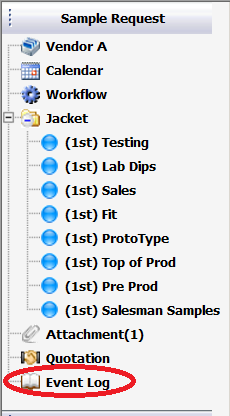 Sample Request
Vendor A
Calendar
Workflow
Jacket
(1st) Testing
(1st) Lab Dips
(1st) Sales
(1st) Fit
(1st) ProtoType
(1st) Top of Prod
(1st) Pre Prod
(1st) Salesman Samples
Attachment(1)
Quotation
Event Log